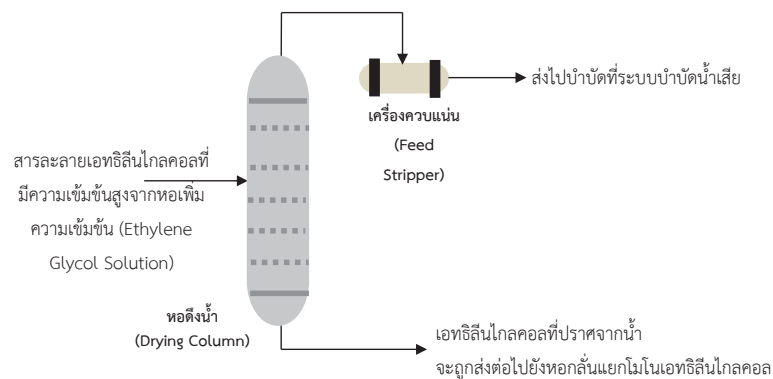 ส่งไปบำบัดที่ระบบบำบัดน้ำเสีย
เครื่องควบแน่น
(Feed
Stripper)
สารละลายเอทธิลีนไกลคอลที่
มีความเข้มข้นสูงจากหอเพิ่ม
ความเข้มข้น (Ethylene
Glycol Solution)
หอดึงน้ำ
(Drying Column)
เอทธิลีนไกลคอลที่ปราศจากน้ำ
จะถูกส่งต่อไปยังหอกลั่นแยกโมโนเอทธิลีนไกลคอล